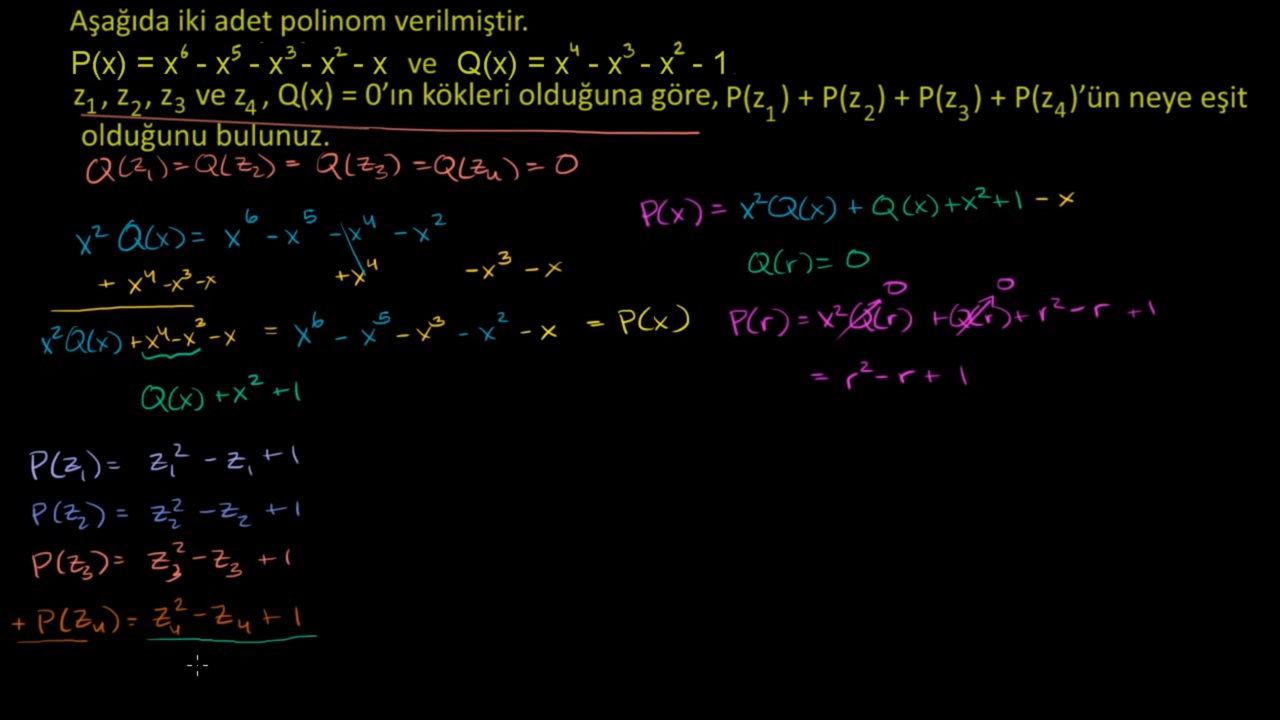 Aşağıda iki adet polinom verilmiştir.
P(x) = x⁶ - x⁵ - x³ - x² - x ve Q(x) = x⁴ - x³ - x² - 1
z₁, z₂, z₃ ve z₄, Q(x) = 0'ın kökleri olduğuna göre, P(z₁) + P(z₂) + P(z₃) + P(z₄)'ün neye eşit
olduğunu bulunuz.
Q(z₁) = Q(z₂) = Q(z₃) = Q(z₄) = 0
x² Q(x) = x⁶ - x⁵ - x⁴ - x²
+ x⁴ - x³ - x +x⁴ - x³ - x
x²Q(x) + x⁴ - x³ - x = x⁶ - x⁵ - x³ - x² - x = P(x)
Q(x) + x² + 1
P(x) = x²Q(x) + Q(x) + x² + 1 - x
Q(r) = 0
0 0
P(r) = x²Q(r) + Q(r) + r² - r + 1
= r² - r + 1
P(z₁) = z₁² - z₁ + 1
P(z₂) = z₂² - z₂ + 1
P(z₃) = z₃² - z₃ + 1
+ P(z₄) = z₄² - z₄ + 1